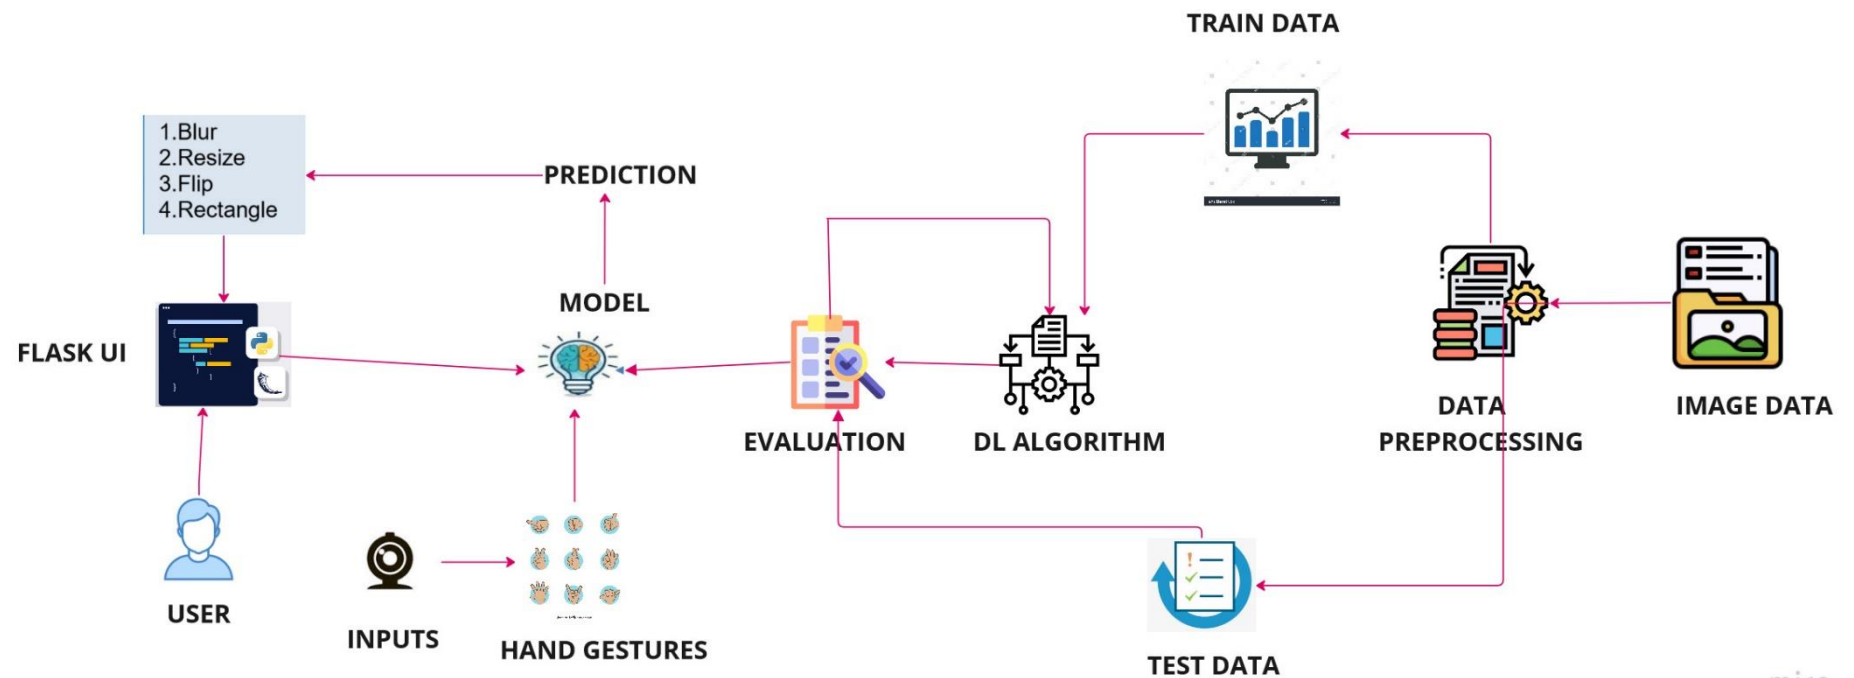 TRAIN DATA
1.Blur
2.Resize
3.Flip
4.Rectangle
PREDICTION
MODEL
FLASK UI
EVALUATION
DL ALGORITHM
DATA
PREPROCESSING
IMAGE DATA
USER
INPUTS
HAND GESTURES
TEST DATA